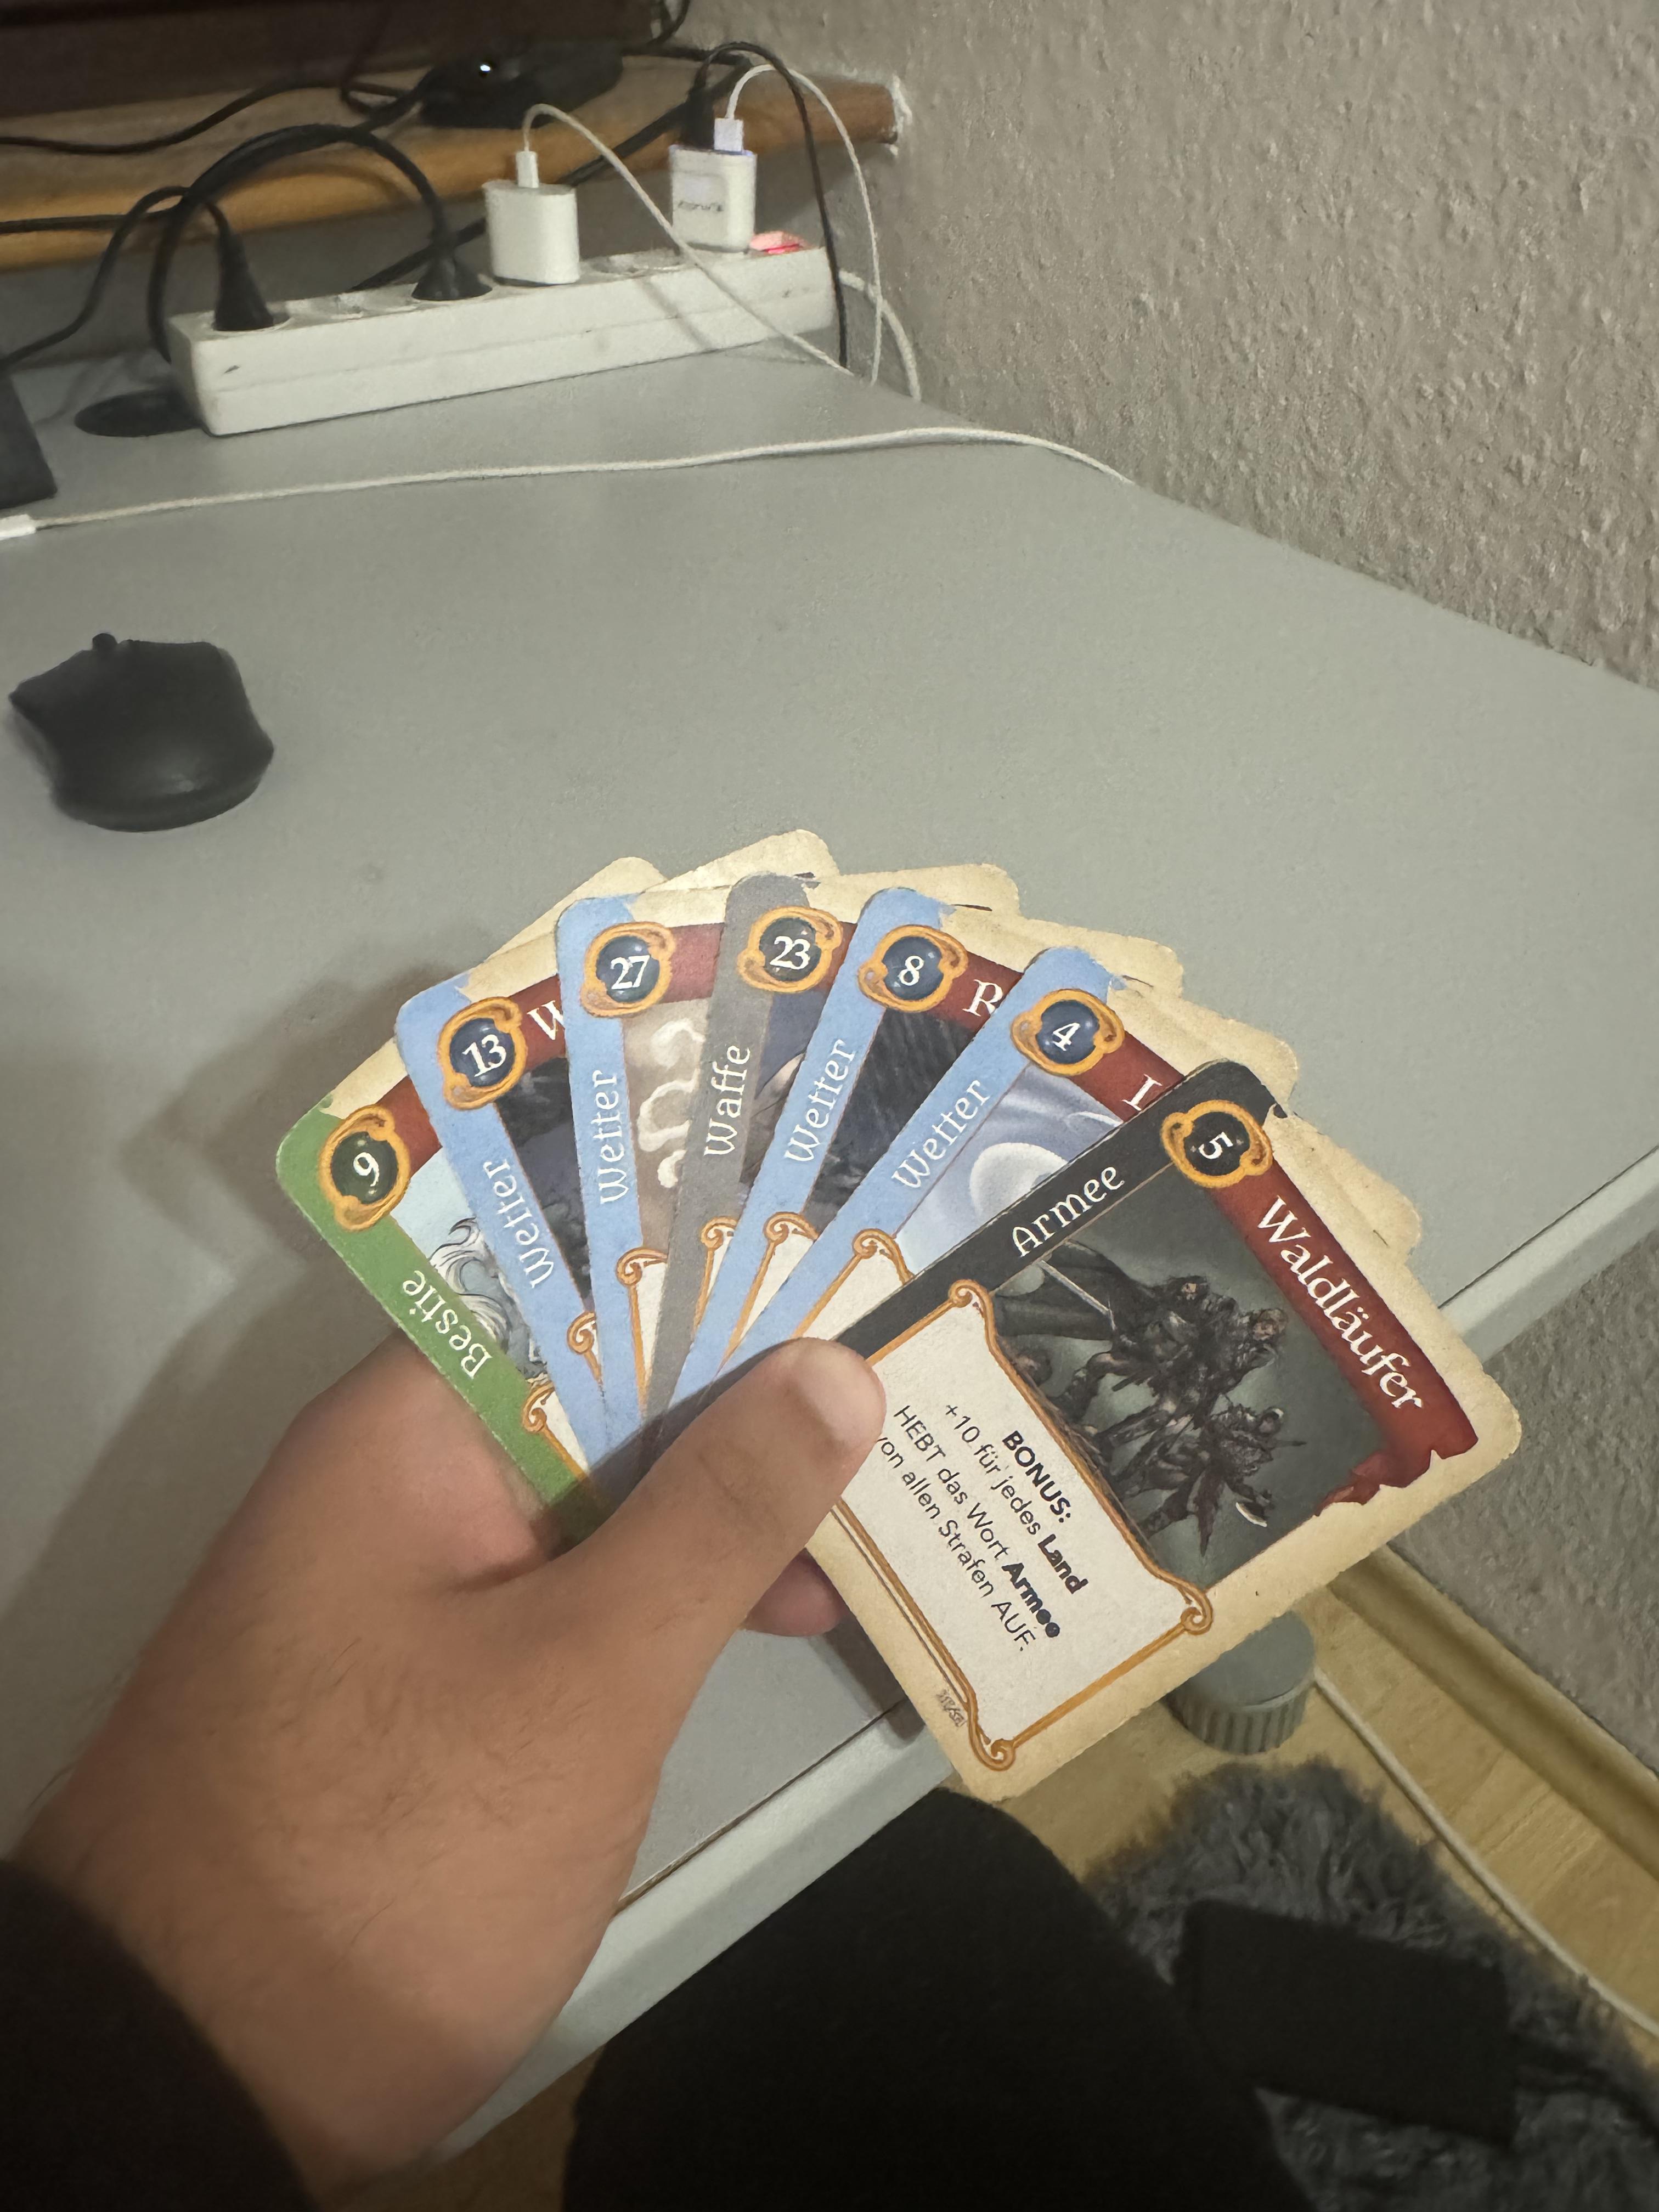 9
Bestie
13
W
Wetter
27
Wetter
23
Waffe
8
R
Wetter
4
Wetter
5
Armee
Waldläufer
BONUS:
+10 für jedes Land
HEBT das Wort Armee
von allen Strafen AUF.